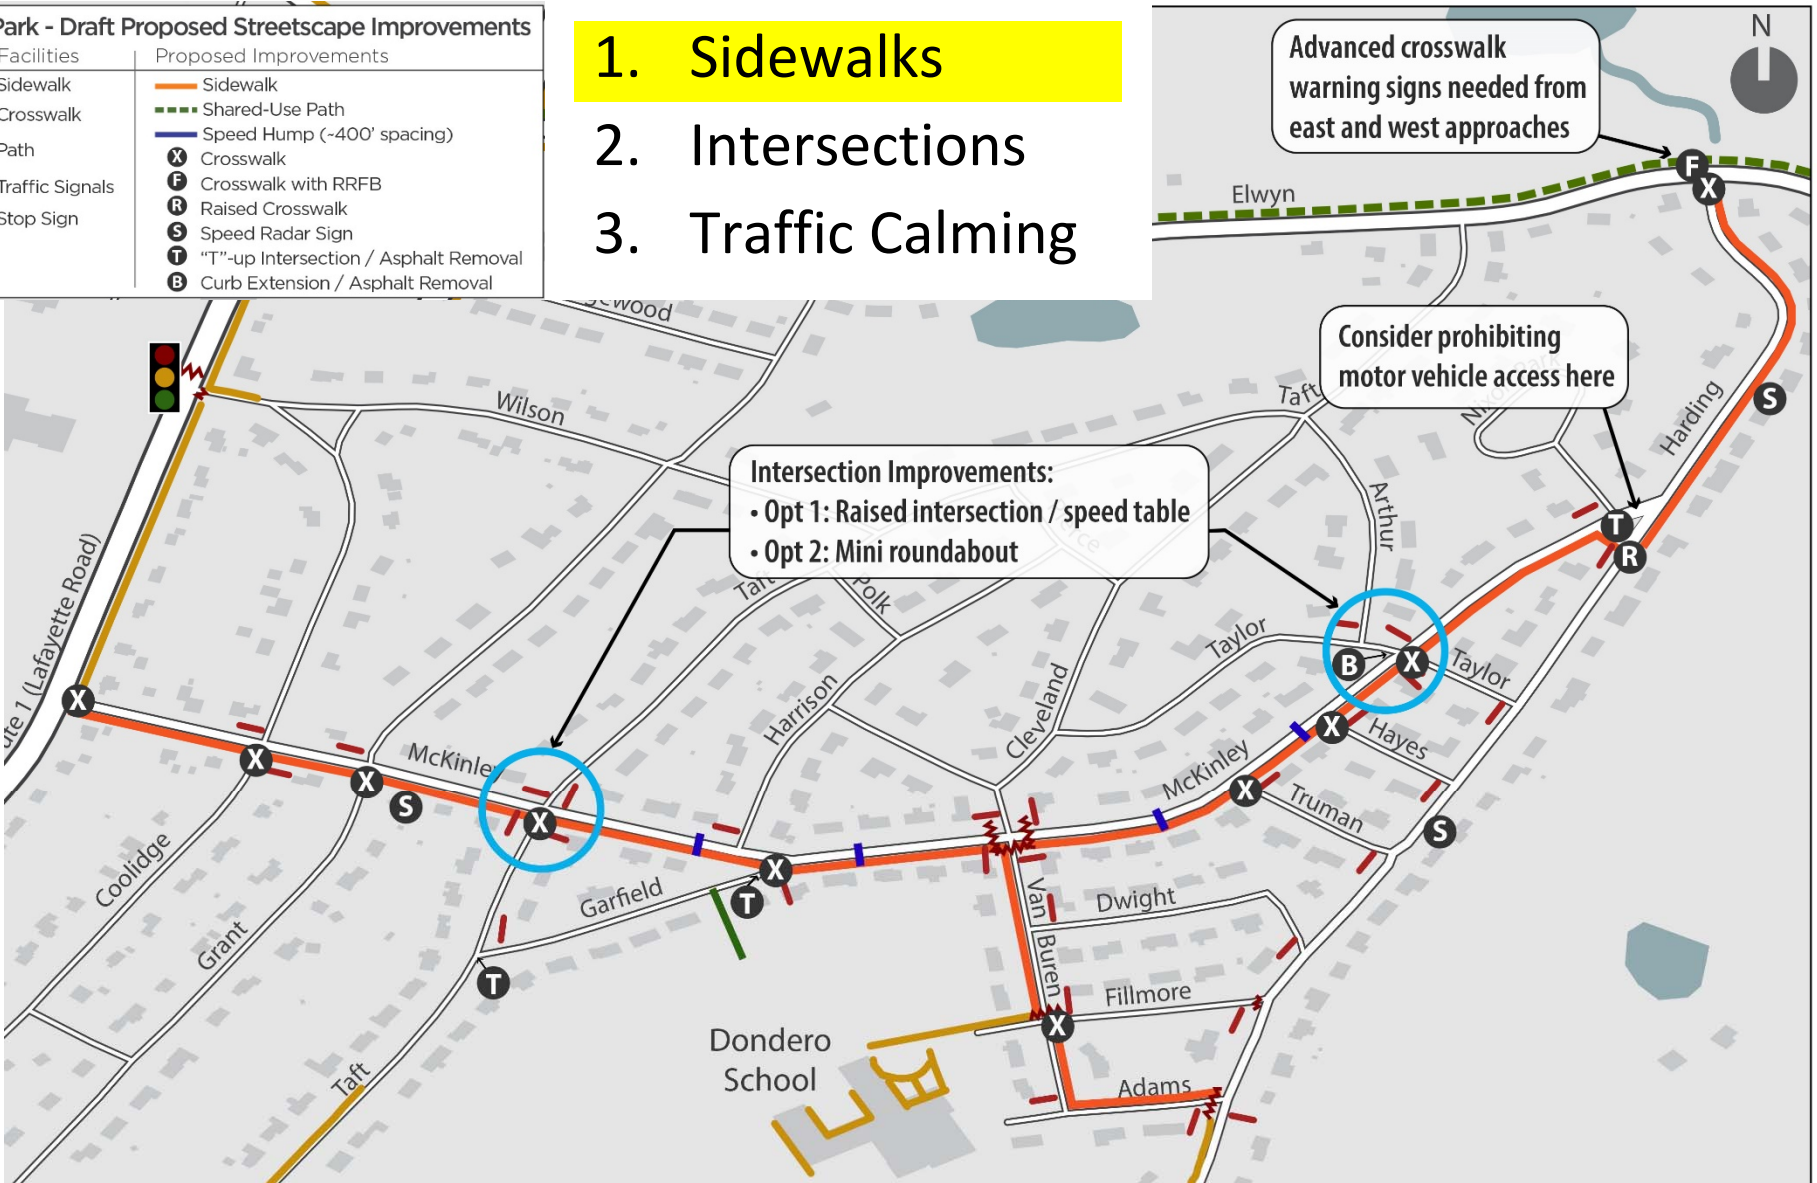 Park - Draft Proposed Streetscape Improvements
Facilities
Sidewalk
Crosswalk
Path
Traffic Signals
Stop Sign
Proposed Improvements
Sidewalk
Shared-Use Path
Speed Hump (~400' spacing)
X Crosswalk
F Crosswalk with RRFB
R Raised Crosswalk
S Speed Radar Sign
T "T"-up Intersection / Asphalt Removal
B Curb Extension / Asphalt Removal
1. Sidewalks
2. Intersections
3. Traffic Calming
Advanced crosswalk
warning signs needed from
east and west approaches
N
F
X
Elwyn
Consider prohibiting
motor vehicle access here
Taft
Harding
S
Wilson
Intersection Improvements:
• Opt 1: Raised intersection / speed table
• Opt 2: Mini roundabout
Arthur
T
R
Taft
Polk
Taylor
B
X
Taylor
(Lafayette Road)
X
Harrison
Cleveland
McKinley
X
Hayes
McKinley
X
X
S
X
X
Truman
S
Coolidge
Garfield
X
T
Van Buren
Dwight
Grant
T
Fillmore
X
Dondero
School
Taft
Adams